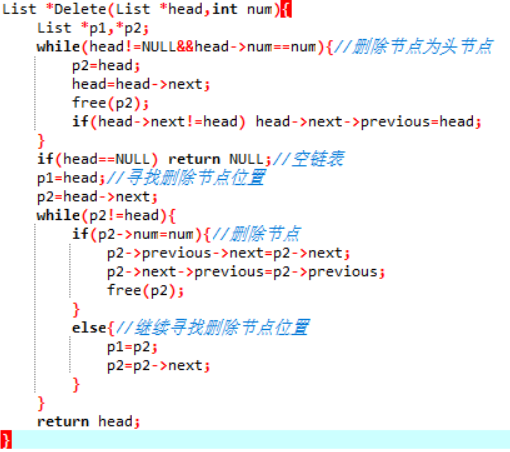 List *Delete(List *head,int num){
    List *p1,*p2;
    while(head!=NULL&&head->num==num){//删除节点为头节点
        p2=head;
        head=head->next;
        free(p2);
        if(head->next!=head) head->next->previous=head;
    }
    if(head==NULL) return NULL;//空链表
    p1=head;//寻找删除节点位置
    p2=head->next;
    while(p2!=head){
        if(p2->num=num){//删除节点
            p2->previous->next=p2->next;
            p2->next->previous=p2->previous;
            free(p2);
        }
        else{//继续寻找删除节点位置
            p1=p2;
            p2=p2->next;
        }
    }
    return head;
}